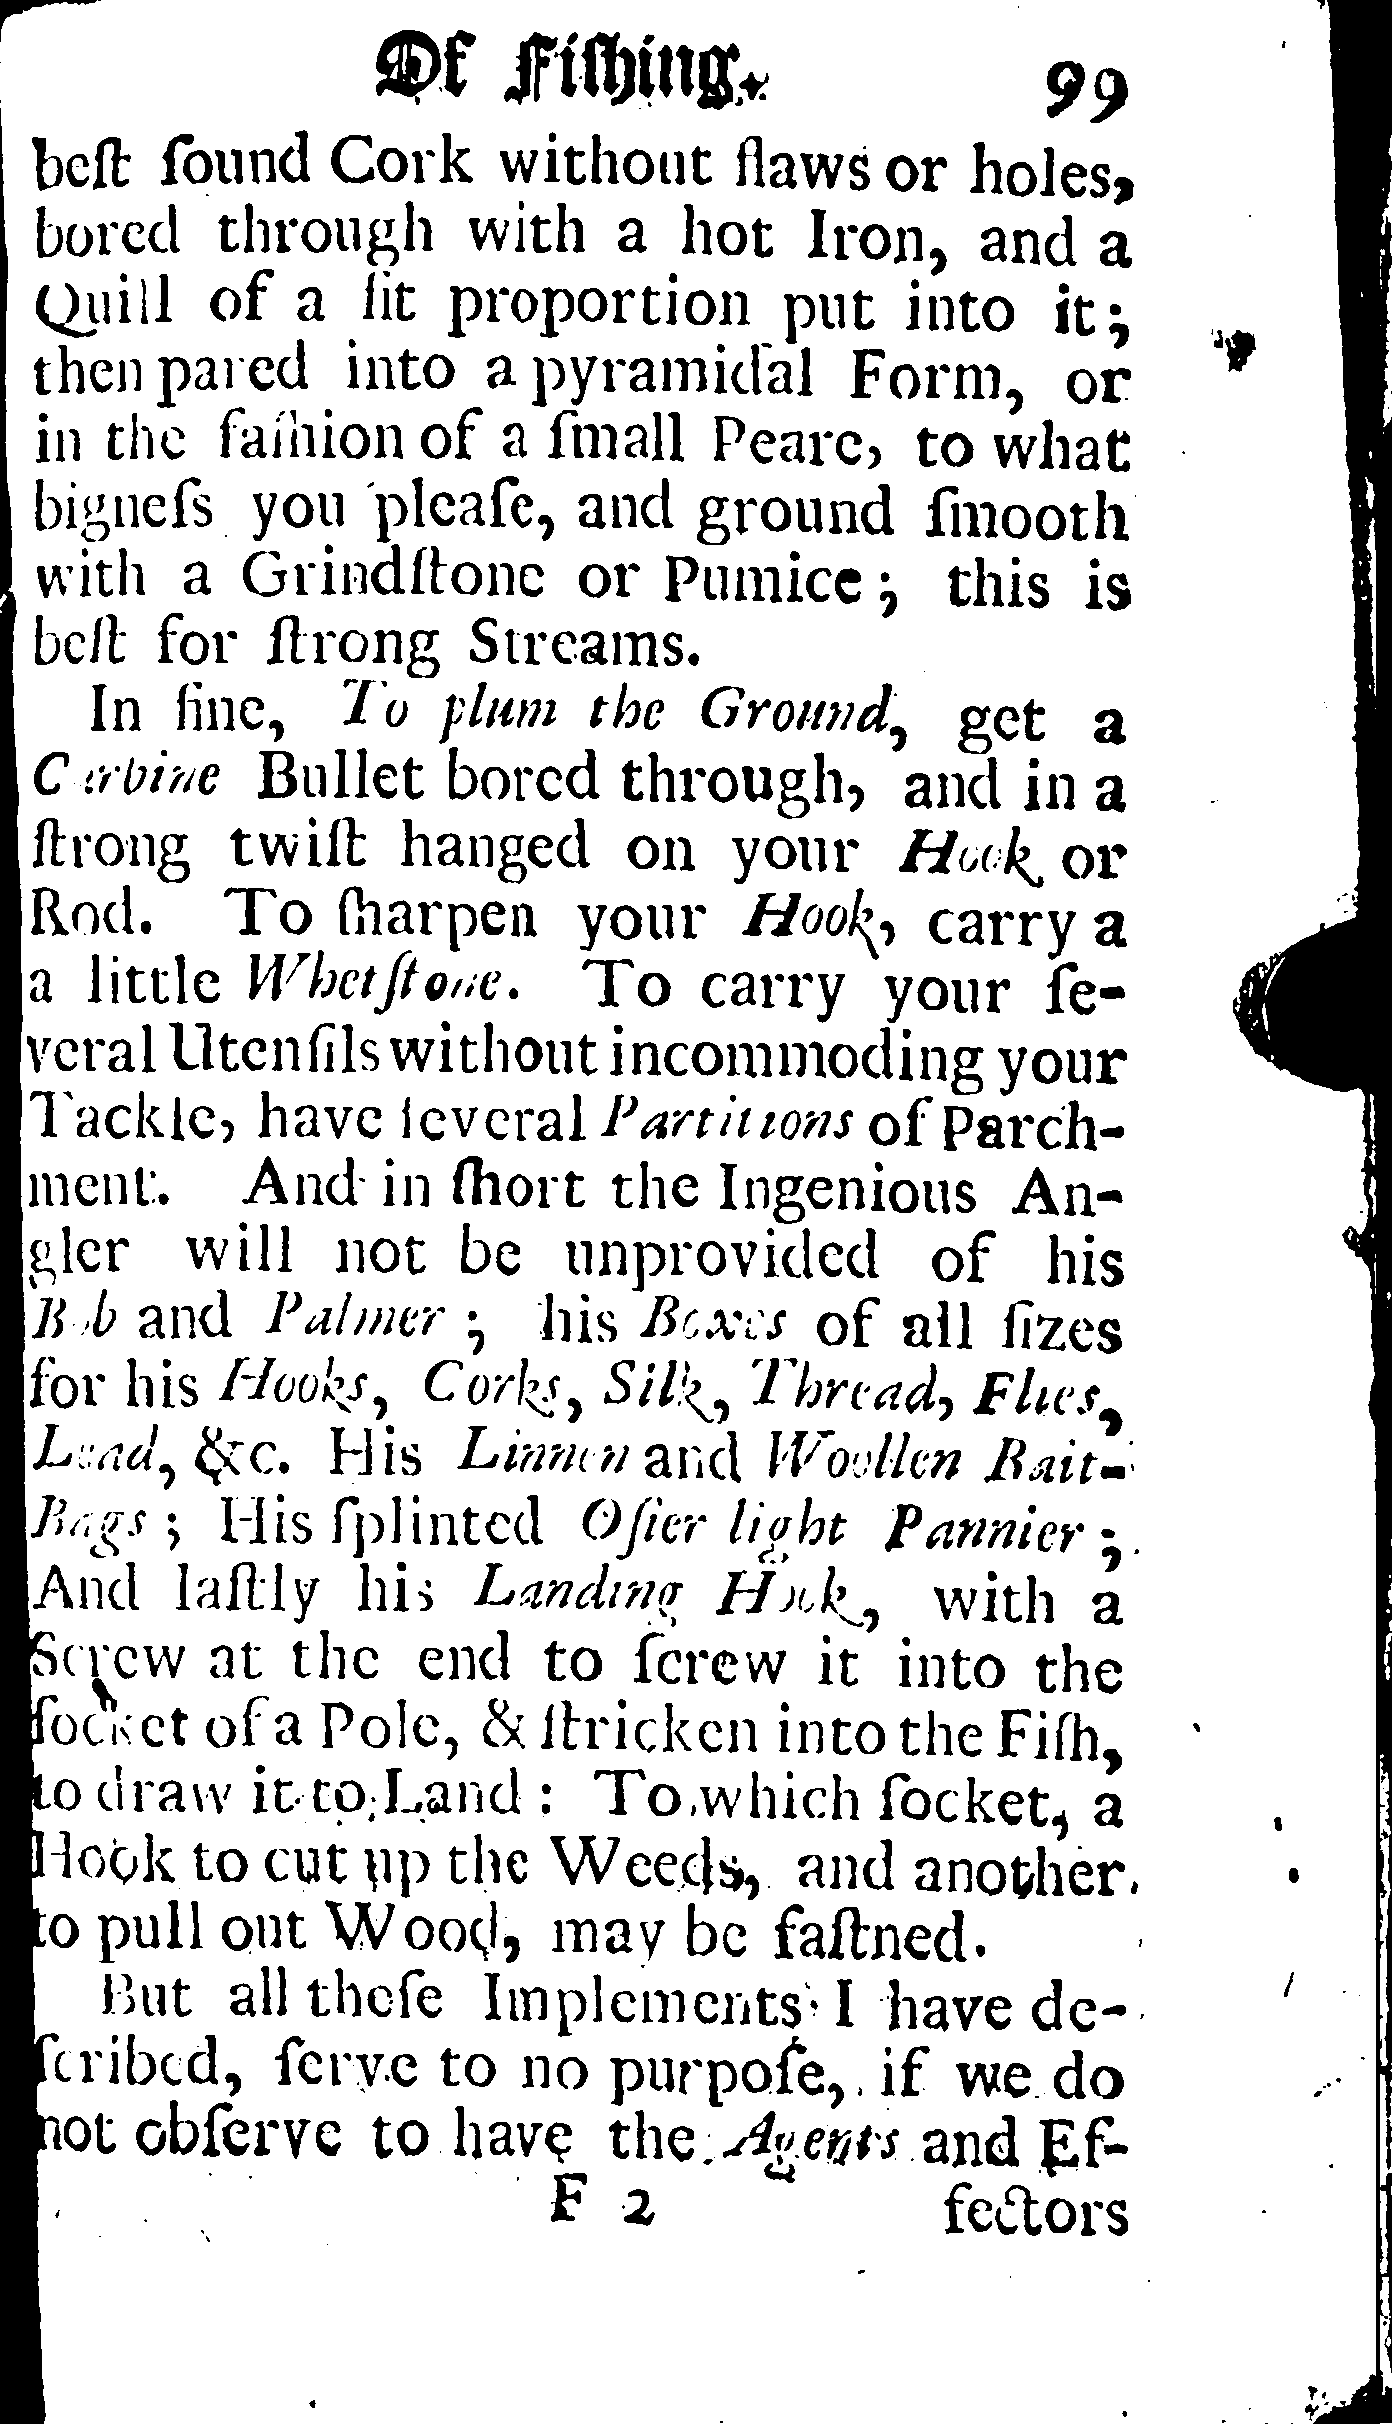 Of Fiſhing. 99
beſt ſound Cork without flaws or holes,
bored through with a hot Iron, and a
Quill of a fit proportion put into it;
then pared into a pyramidal Form, or
in the faſhion of a ſmall Peare, to what
bigneſs you pleaſe, and ground ſmooth
with a Grindſtone or Pumice; this is
beſt for ſtrong Streams.
In fine, To plum the Ground, get a
Carbine Bullet bored through, and in a
ſtrong twiſt hanged on your Hook or
Rod. To ſharpen your Hook, carry a
a little Whetſtone. To carry your ſe-
veral Utenſils without incommoding your
Tackle, have ſeveral Partitions of Parch-
ment. And in ſhort the Ingenious An-
gler will not be unprovided of his
Bob and Palmer; his Boxes of all ſizes
for his Hooks, Corks, Silk, Thread, Flies,
Lead, &c. His Linnen and Woollen Bait-
Bags; His ſplinted Oſier light Pannier;
And laſtly his Landing Hook, with a
Screw at the end to ſcrew it into the
ſocket of a Pole, & ſtricken into the Fiſh,
to draw it to Land: To which ſocket, a
Hook to cut up the Weeds, and another
to pull out Wood, may be faſtned.
But all theſe Implements I have de-
ſcribed, ſerve to no purpoſe, if we do
not obſerve to have the Agents and Ef-
F 2 fectors